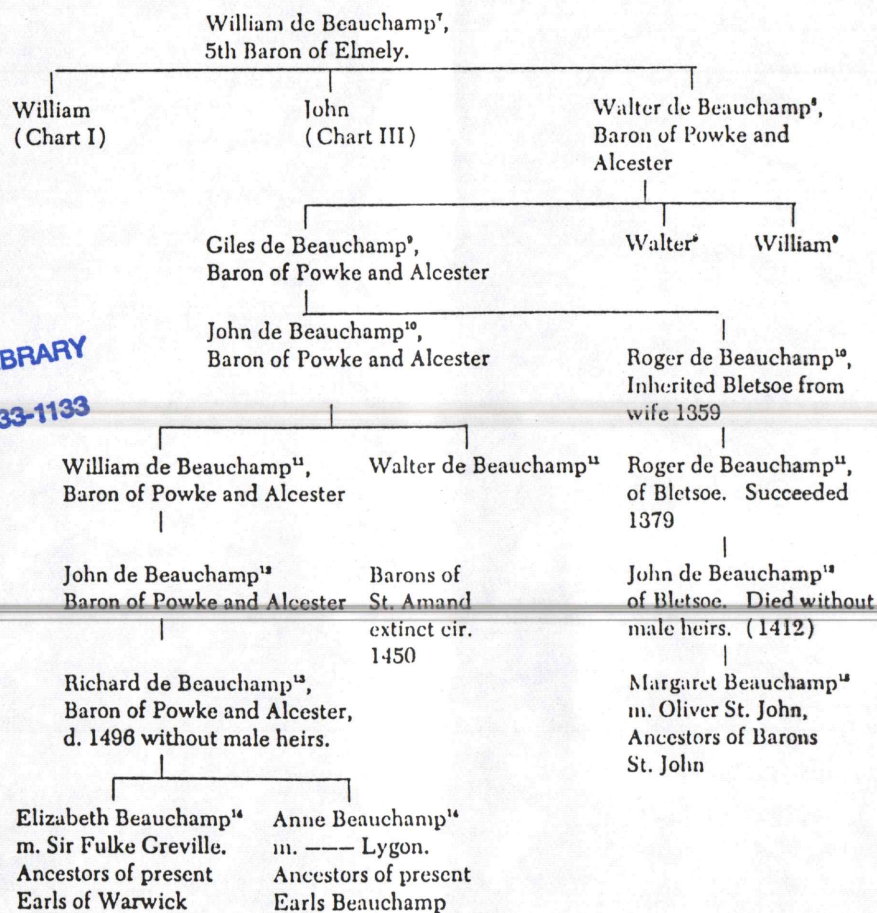 William de Beauchamp⁷,
5th Baron of Elmely.
William
(Chart I)
John
(Chart III)
Walter de Beauchamp⁸,
Baron of Powke and
Alcester
Giles de Beauchamp⁹,
Baron of Powke and Alcester
Walter⁹
William⁹
John de Beauchamp¹⁰,
Baron of Powke and Alcester
Roger de Beauchamp¹⁰,
Inherited Bletsoe from
wife 1359
33-1133
William de Beauchamp¹¹,
Baron of Powke and Alcester
Walter de Beauchamp¹¹
Roger de Beauchamp¹¹,
of Bletsoe. Succeeded
1379
John de Beauchamp¹²
Baron of Powke and Alcester
Barons of
St. Amand
extinct cir.
1450
John de Beauchamp¹²
of Bletsoe. Died without
male heirs. (1412)
Richard de Beauchamp¹³,
Baron of Powke and Alcester,
d. 1496 without male heirs.
Margaret Beauchamp¹³
m. Oliver St. John,
Ancestors of Barons
St. John
Elizabeth Beauchamp¹⁴
m. Sir Fulke Greville.
Ancestors of present
Earls of Warwick
Anne Beauchamp¹⁴
m. ——— Lygon.
Ancestors of present
Earls Beauchamp